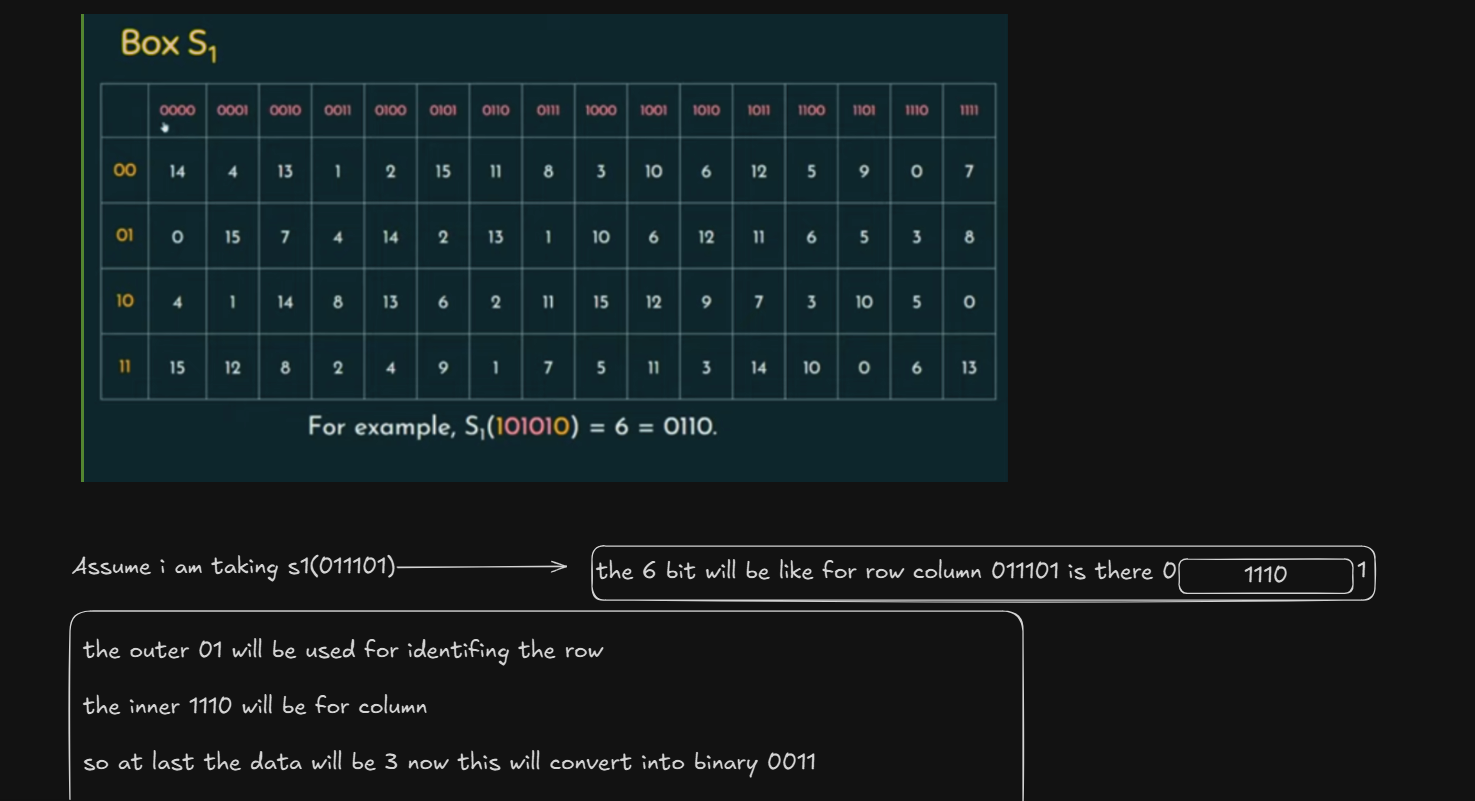 Box S₁
0000 0001 0010 0011 0100 0101 0110 0111 1000 1001 1010 1011 1100 1101 1110 1111
00 14 4 13 1 2 15 11 8 3 10 6 12 5 9 0 7
01 0 15 7 4 14 2 13 1 10 6 12 11 6 5 3 8
10 4 1 14 8 13 6 2 11 15 12 9 7 3 10 5 0
11 15 12 8 2 4 9 1 7 5 11 3 14 10 0 6 13
For example, S₁(101010) = 6 = 0110.
Assume i am taking s1(011101)
the 6 bit will be like for row column 011101 is there 0 1110 1
the outer 01 will be used for identifing the row
the inner 1110 will be for column
so at last the data will be 3 now this will convert into binary 0011